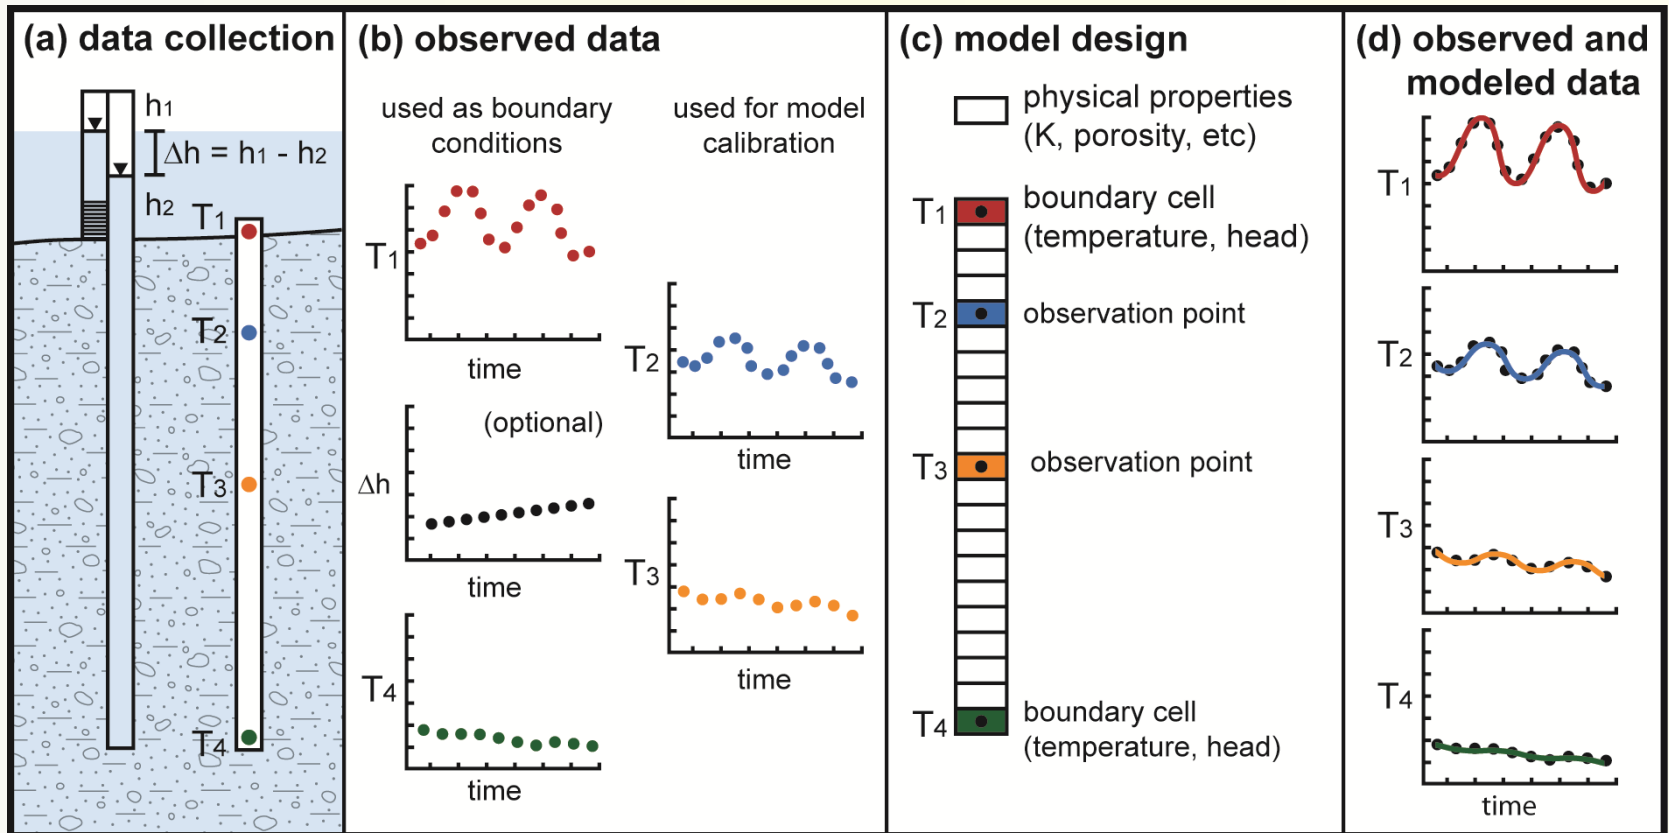 (a) data collection
h1
Δh = h1 - h2
h2
T1
T2
T3
T4
(b) observed data
used as boundary
conditions
used for model
calibration
T1
time
T2
time
(optional)
Δh
time
T3
time
T4
time
(c) model design
physical properties
(K, porosity, etc)
T1
boundary cell
(temperature, head)
T2
observation point
T3
observation point
T4
boundary cell
(temperature, head)
(d) observed and
modeled data
T1
T2
T3
T4
time